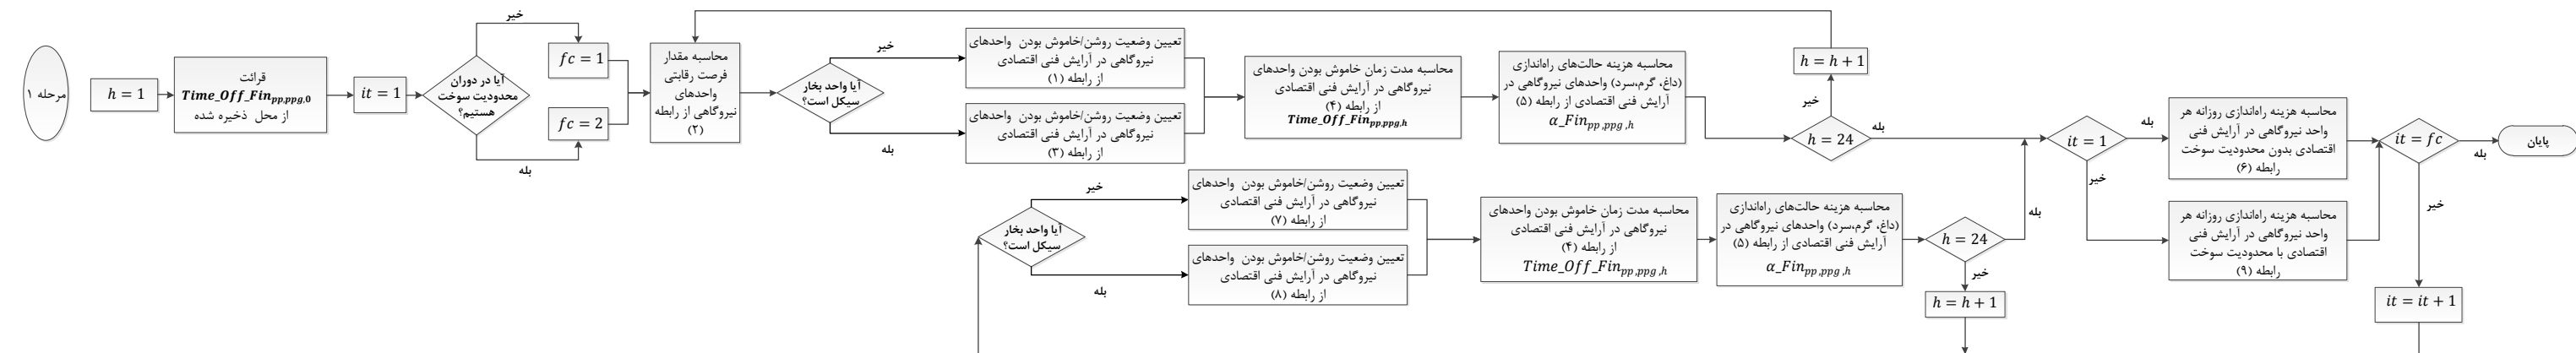 مرحله ۱
h = 1
قرائت
Time_Off_Fin_{pp,ppg,0}
از محل ذخیره شده
it = 1
آیا در دوران
محدودیت سوخت
هستیم؟
خیر
fc = 1
fc = 2
بله
محاسبه مقدار
فرصت رقابتی
واحدهای
نیروگاهی از رابطه
(۲)
آیا واحد بخار
سیکل است؟
خیر
تعیین وضعیت روشن/خاموش بودن واحدهای
نیروگاهی در آرایش فنی اقتصادی
از رابطه (۱)
بله
تعیین وضعیت روشن/خاموش بودن واحدهای
نیروگاهی در آرایش فنی اقتصادی
از رابطه (۳)
محاسبه مدت زمان خاموش بودن واحدهای
نیروگاهی در آرایش فنی اقتصادی
از رابطه (۴)
Time_Off_Fin_{pp,ppg,h}
محاسبه هزینه حالت‌های راه‌اندازی
(داغ، گرم،سرد) واحدهای نیروگاهی در
آرایش فنی اقتصادی از رابطه (۵)
α_Fin_{pp,ppg,h}
h = h + 1
خیر
h = 24
بله
it = 1
بله
محاسبه هزینه راه‌اندازی روزانه هر
واحد نیروگاهی در آرایش فنی
اقتصادی بدون محدودیت سوخت
رابطه (۶)
خیر
محاسبه هزینه راه‌اندازی روزانه هر
واحد نیروگاهی در آرایش فنی
اقتصادی با محدودیت سوخت
رابطه (۹)
it = fc
بله
پایان
خیر
it = it + 1
آیا واحد بخار
سیکل است؟
خیر
تعیین وضعیت روشن/خاموش بودن واحدهای
نیروگاهی در آرایش فنی اقتصادی
از رابطه (۷)
بله
تعیین وضعیت روشن/خاموش بودن واحدهای
نیروگاهی در آرایش فنی اقتصادی
از رابطه (۸)
محاسبه مدت زمان خاموش بودن واحدهای
نیروگاهی در آرایش فنی اقتصادی
از رابطه (۴)
Time_Off_Fin_{pp,ppg,h}
محاسبه هزینه حالت‌های راه‌اندازی
(داغ، گرم،سرد) واحدهای نیروگاهی در
آرایش فنی اقتصادی از رابطه (۵)
α_Fin_{pp,ppg,h}
h = 24
بله
خیر
h = h + 1